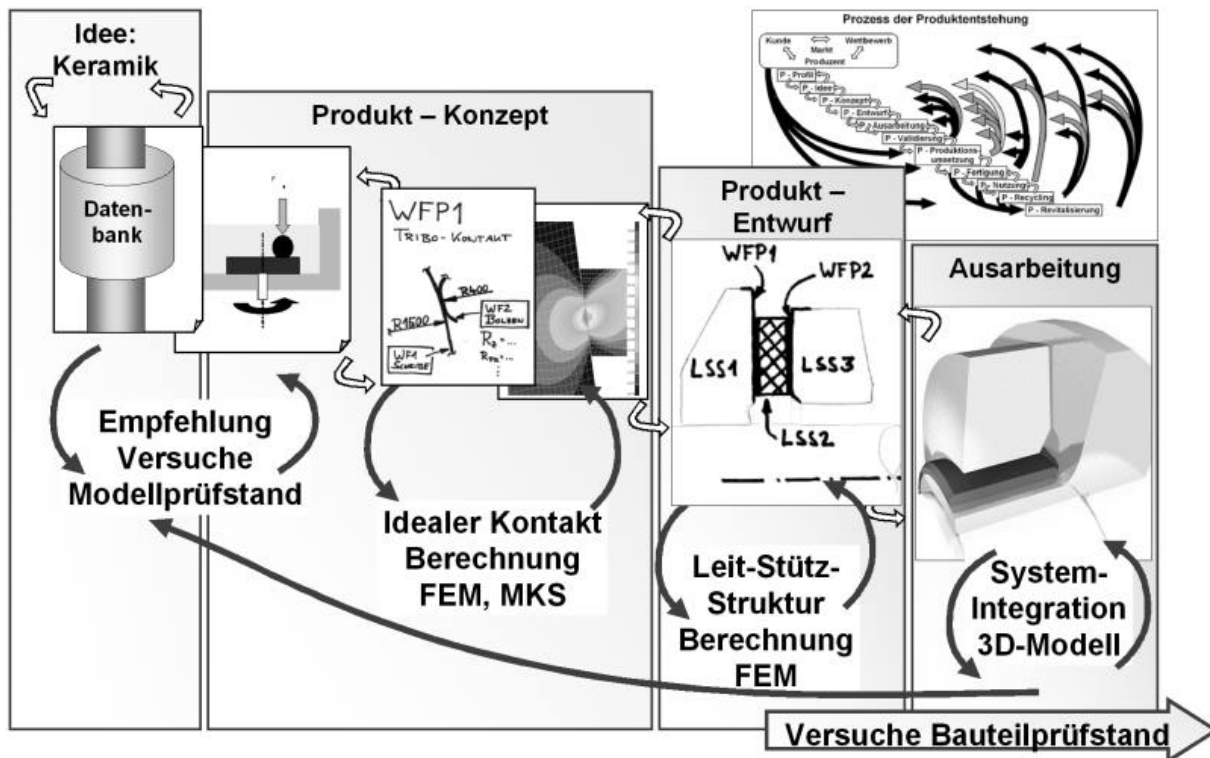 Idee:
Keramik
Daten-
bank
Empfehlung
Versuche
Modellprüfstand
Produkt – Konzept
WFP1
TRIBO-KONTAKT
R400
R1500
WF2
BOLZEN
WF1
SCHEIBE
Idealer Kontakt
Berechnung
FEM, MKS
Produkt –
Entwurf
WFP1
WFP2
LSS1
LSS3
LSS2
Leit-Stütz-
Struktur
Berechnung
FEM
Prozess der Produktentstehung
Kunde
Wettbewerb
Markt
Produzent
P - Profil
P - Idee
P - Konzept
P - Entwurf
P - Ausarbeitung
P - Validierung
P - Produktions-
umsetzung
P - Fertigung
P - Nutzung
P - Recycling
P - Revitalisierung
Ausarbeitung
System-
Integration
3D-Modell
Versuche Bauteilprüfstand